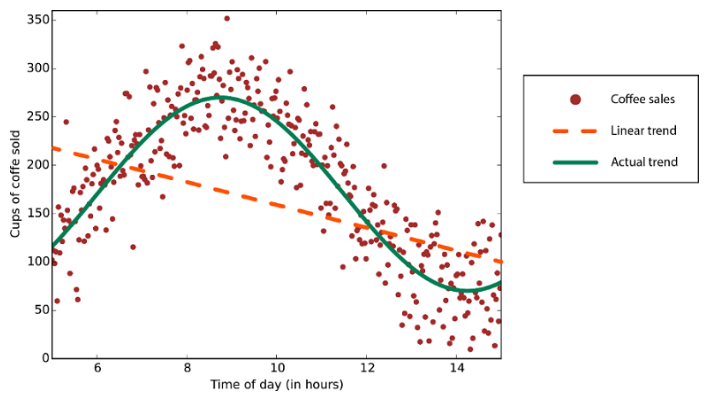 350
300
250
200
150
100
50
0
Cups of coffe sold
6 8 10 12 14
Time of day (in hours)
Coffee sales
Linear trend
Actual trend